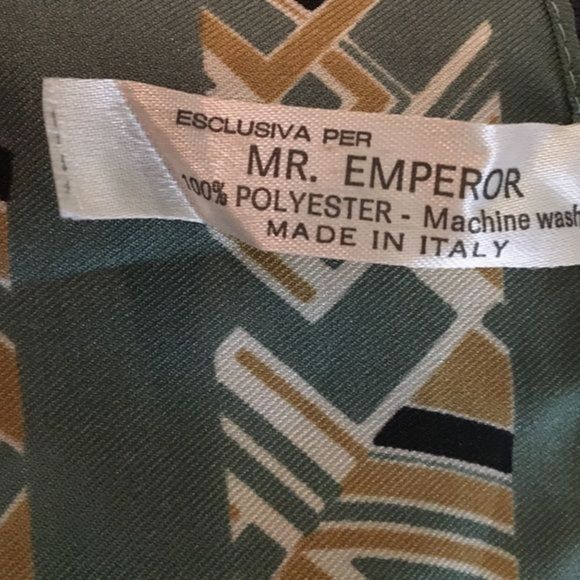 ESCLUSIVA PER
MR. EMPEROR
100% POLYESTER - Machine wash
MADE IN ITALY